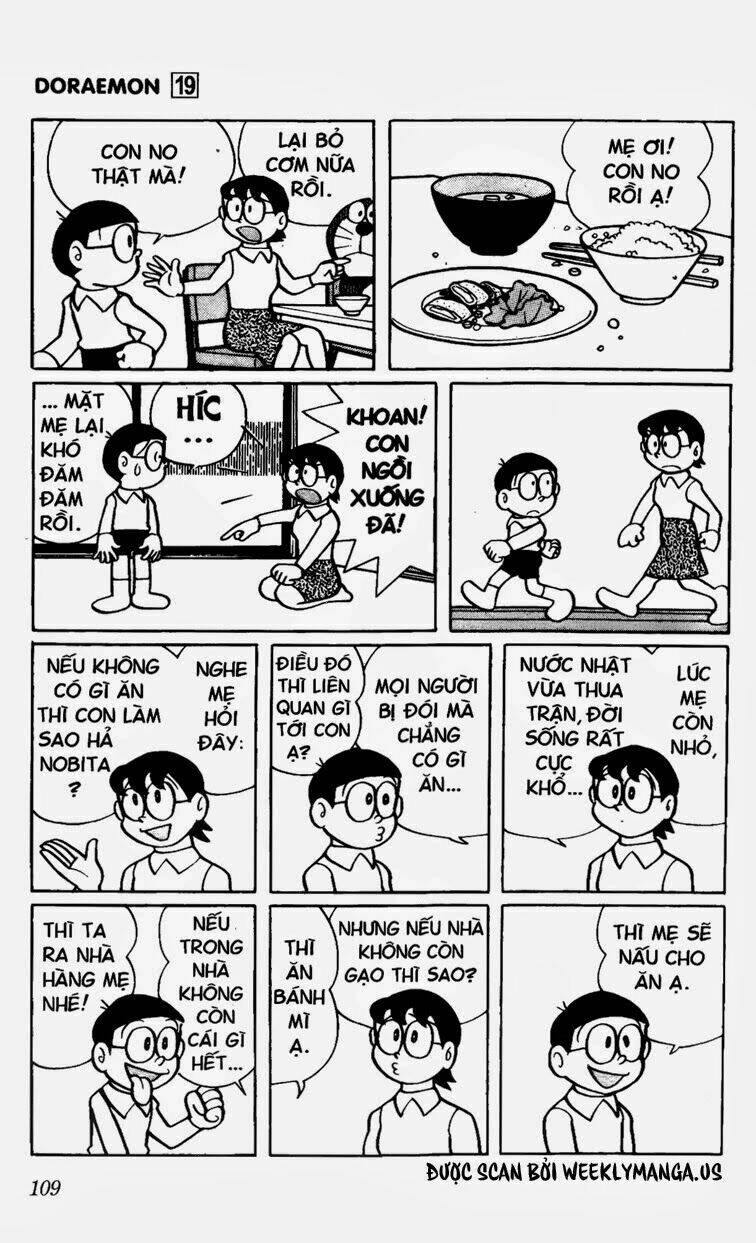 DORAEMON 19
MẸ ƠI!
CON NO
RỒI Ạ!
LẠI BỎ
CƠM NỮA
RỒI.
CON NO
THẬT MÀ!
KHOAN!
CON
NGỒI
XUỐNG
ĐÃ!
HÍC
...
... MẶT
MẸ LẠI
KHÓ
ĐĂM
ĐĂM
RỒI.
LÚC
MẸ
CÒN
NHỎ,
NƯỚC NHẬT
VỪA THUA
TRẬN, ĐỜI
SỐNG RẤT
CỰC
KHỔ...
MỌI NGƯỜI
BỊ ĐÓI MÀ
CHẲNG
CÓ GÌ
ĂN...
ĐIỀU ĐÓ
THÌ LIÊN
QUAN GÌ
TỚI CON
Ạ?
NGHE
MẸ
HỎI
ĐÂY:
NẾU KHÔNG
CÓ GÌ ĂN
THÌ CON LÀM
SAO HẢ
NOBITA
?
THÌ MẸ SẼ
NẤU CHO
ĂN Ạ.
NHƯNG NẾU NHÀ
KHÔNG CÒN
GẠO THÌ SAO?
THÌ
ĂN
BÁNH
MÌ
Ạ.
NẾU
TRONG
NHÀ
KHÔNG
CÒN
CÁI GÌ
HẾT...
THÌ TA
RA NHÀ
HÀNG MẸ
NHÉ!
ĐƯỢC SCAN BỞI WEEKLYMANGA.US
109